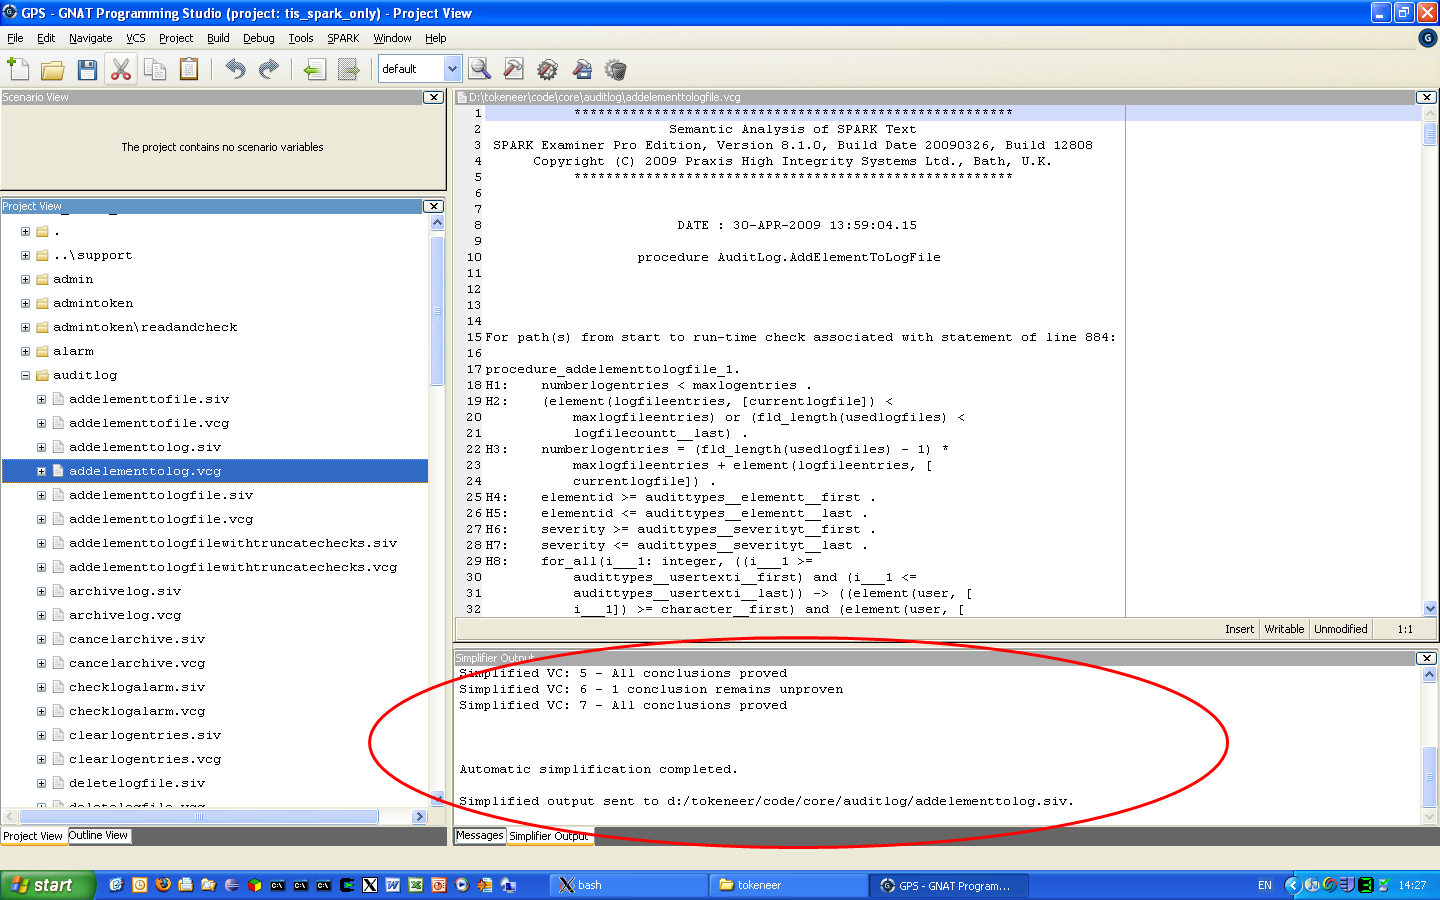 GPS - GNAT Programming Studio (project: tis_spark_only) - Project View
File Edit Navigate VCS Project Build Debug Tools SPARK Window Help
default
Scenario View
The project contains no scenario variables
Project View
.
..\support
admin
admintoken
admintoken\readandcheck
alarm
auditlog
addelementtofile.siv
addelementtofile.vcg
addelementtolog.siv
addelementtolog.vcg
addelementtologfile.siv
addelementtologfile.vcg
addelementtologfilewithtruncatechecks.siv
addelementtologfilewithtruncatechecks.vcg
archivelog.siv
archivelog.vcg
cancelarchive.siv
cancelarchive.vcg
checklogalarm.siv
checklogalarm.vcg
clearlogentries.siv
clearlogentries.vcg
deletelogfile.siv
deletelogfile.vcg
Project View Outline View
D:\tokeneer\code\core\auditlog\addelementtologfile.vcg
1 *******************************************************
2 Semantic Analysis of SPARK Text
3 SPARK Examiner Pro Edition, Version 8.1.0, Build Date 20090326, Build 12808
4 Copyright (C) 2009 Praxis High Integrity Systems Ltd., Bath, U.K.
5 *******************************************************
6
7
8 DATE : 30-APR-2009 13:59:04.15
9
10 procedure AuditLog.AddElementToLogFile
11
12
13
14
15 For path(s) from start to run-time check associated with statement of line 884:
16
17 procedure_addelementtologfile_1.
18 H1: numberlogentries < maxlogentries .
19 H2: (element(logfileentries, [currentlogfile]) <
20 maxlogfileentries) or (fld_length(usedlogfiles) <
21 logfilecountt__last) .
22 H3: numberlogentries = (fld_length(usedlogfiles) - 1) *
23 maxlogfileentries + element(logfileentries, [
24 currentlogfile]) .
25 H4: elementid >= audittypes__elementt__first .
26 H5: elementid <= audittypes__elementt__last .
27 H6: severity >= audittypes__severityt__first .
28 H7: severity <= audittypes__severityt__last .
29 H8: for_all(i___1: integer, ((i___1 >=
30 audittypes__usertexti__first) and (i___1 <=
31 audittypes__usertexti__last)) -> ((element(user, [
32 i___1]) >= character__first) and (element(user, [
Insert Writable Unmodified 1:1
Simplifier Output
Simplified VC: 5 - All conclusions proved
Simplified VC: 6 - 1 conclusion remains unproven
Simplified VC: 7 - All conclusions proved
Automatic simplification completed.
Simplified output sent to d:/tokeneer/code/core/auditlog/addelementtolog.siv.
Messages Simplifier Output
start bash tokeneer GPS - GNAT Program... EN 14:27